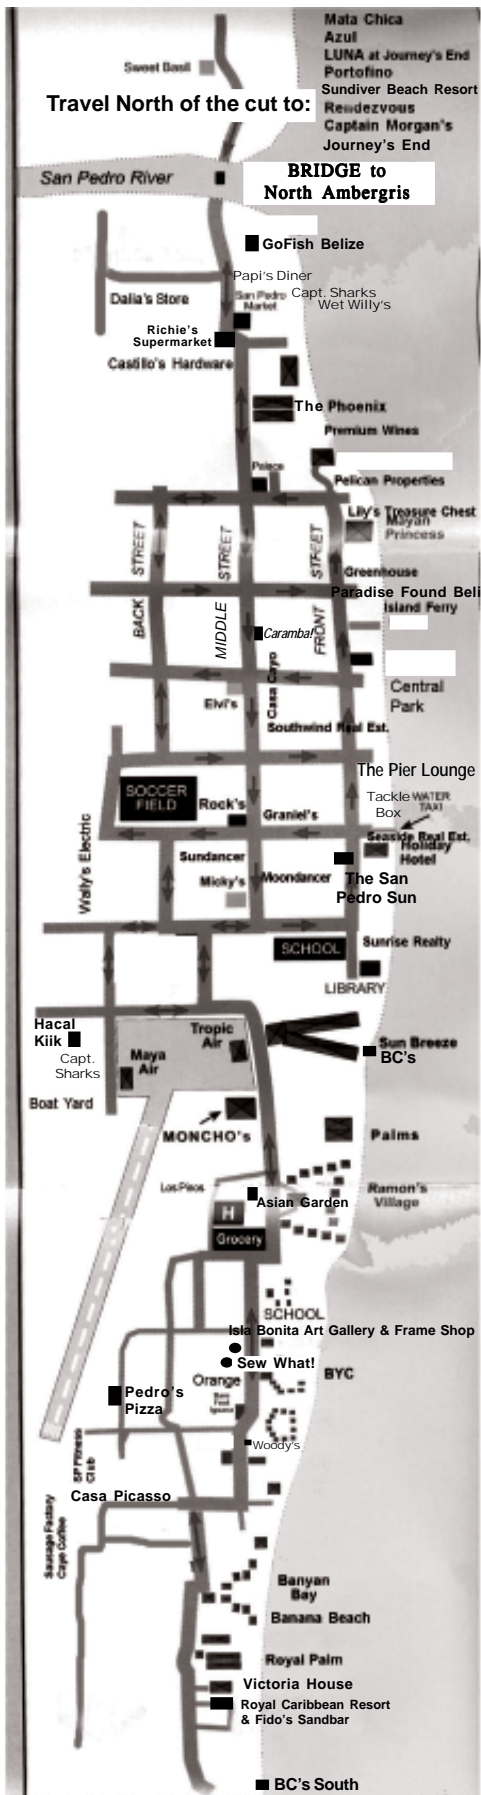 Mata Chica
Azul
LUNA at Journey's End
Portofino
Sundiver Beach Resort
Rendezvous
Captain Morgan's
Journey's End
Sweet Basil
Travel North of the cut to:
San Pedro River
BRIDGE to
North Ambergris
GoFish Belize
Papi's Diner
Dalia's Store
San Pedro
Market
Capt. Sharks
Wet Willy's
Richie's
Supermarket
Castillo's Hardware
The Phoenix
Premium Wines
Palace
Pelican Properties
Lily's Treasure Chest
Mayan
Princess
BACK STREET
MIDDLE STREET
FRONT STREET
Greenhouse
Paradise Found Beli
Island Ferry
Caramba!
Casa Cayo
Elvi's
Central
Park
Southwind Real Est.
The Pier Lounge
SOCCER
FIELD
Rock's
Graniel's
Tackle
Box
WATER
TAXI
Wally's Electric
Seaside Real Est.
Holiday
Hotel
Sundancer
Micky's
Moondancer
The San
Pedro Sun
SCHOOL
Sunrise Realty
LIBRARY
Hacal
Kiik
Capt.
Sharks
Tropic
Air
Maya
Air
Sun Breeze
BC's
Boat Yard
MONCHO's
Palms
Los Pinos
Asian Garden
Ramon's
Village
H
Grocery
SCHOOL
Isla Bonita Art Gallery & Frame Shop
Sew What!
Orange
BYC
Pedro's
Pizza
Woody's
SP Fitness
Club
Casa Picasso
Sausage Factory
Caye Coffee
Banyan
Bay
Banana Beach
Royal Palm
Victoria House
Royal Caribbean Resort
& Fido's Sandbar
BC's South